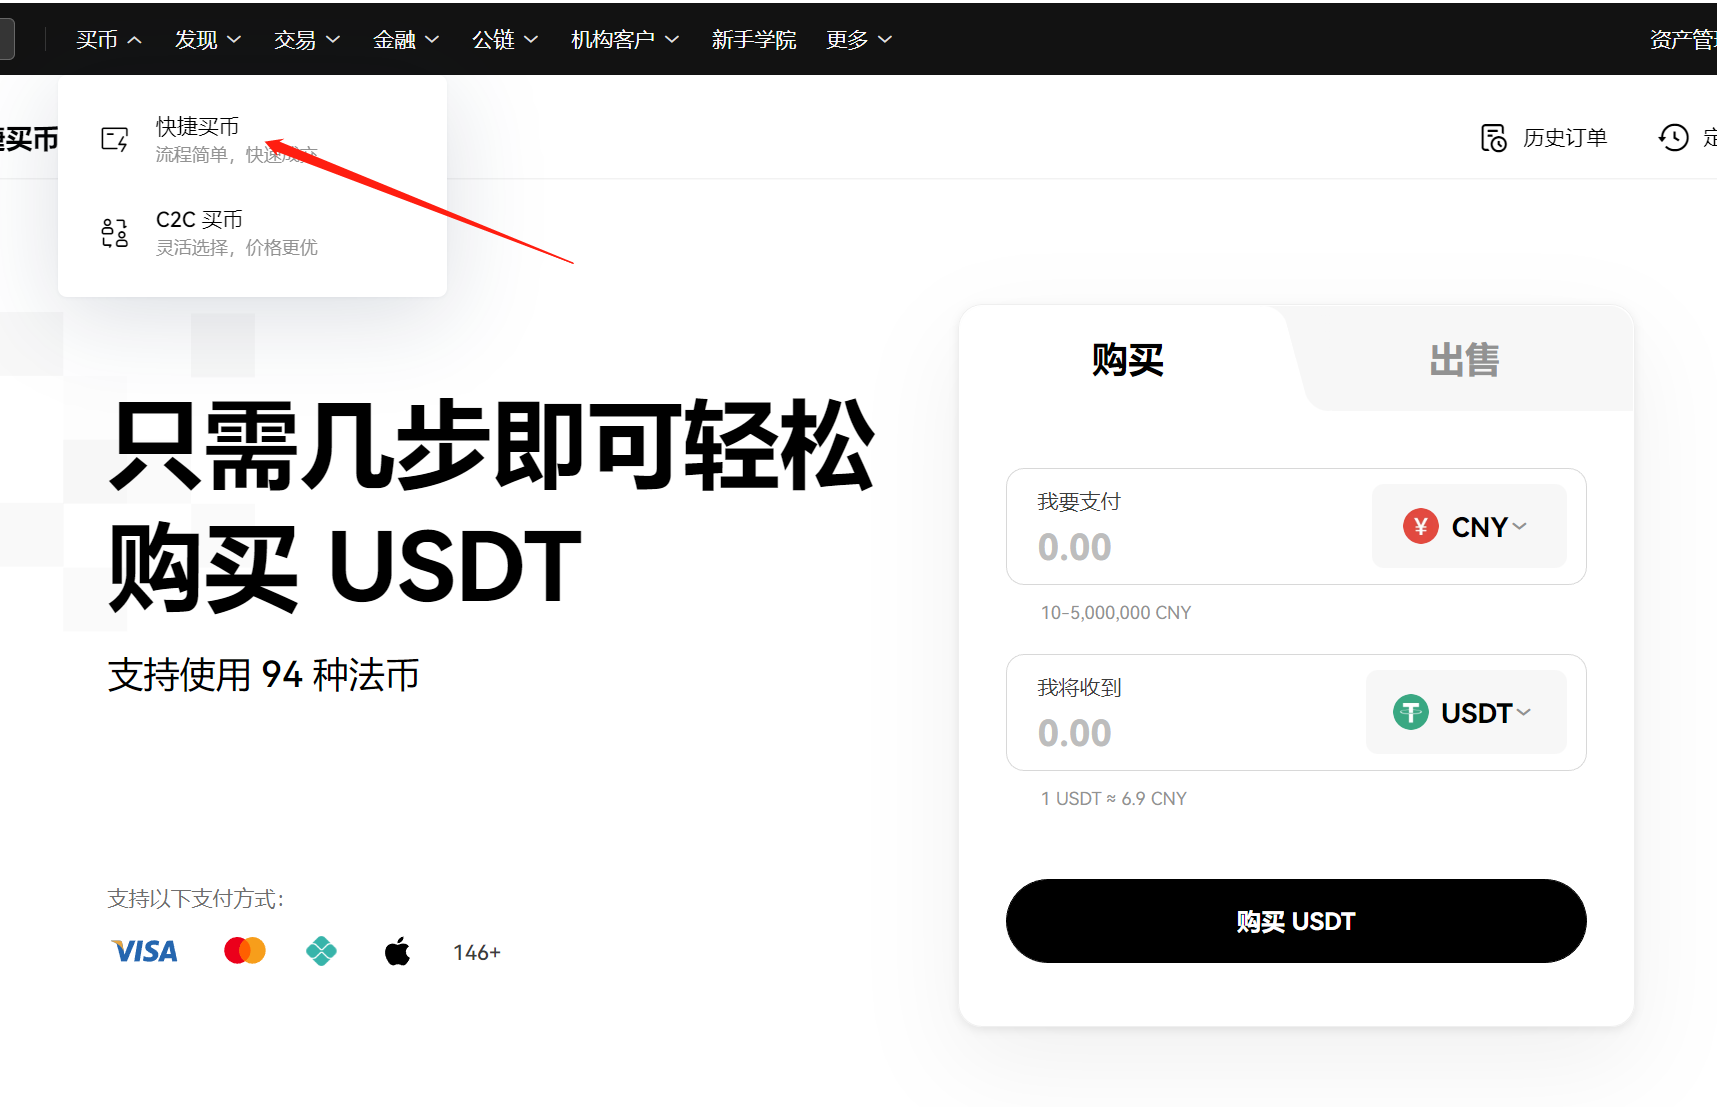 买币
发现
交易
金融
公链
机构客户
新手学院
更多
资产管
买币
快捷买币
流程简单，快速成交
C2C 买币
灵活选择，价格更优
历史订单
定
只需几步即可轻松
购买 USDT
支持使用 94 种法币
支持以下支付方式：
VISA
146+
购买
出售
我要支付
0.00
¥ CNY
10-5,000,000 CNY
我将收到
0.00
USDT
1 USDT ≈ 6.9 CNY
购买 USDT